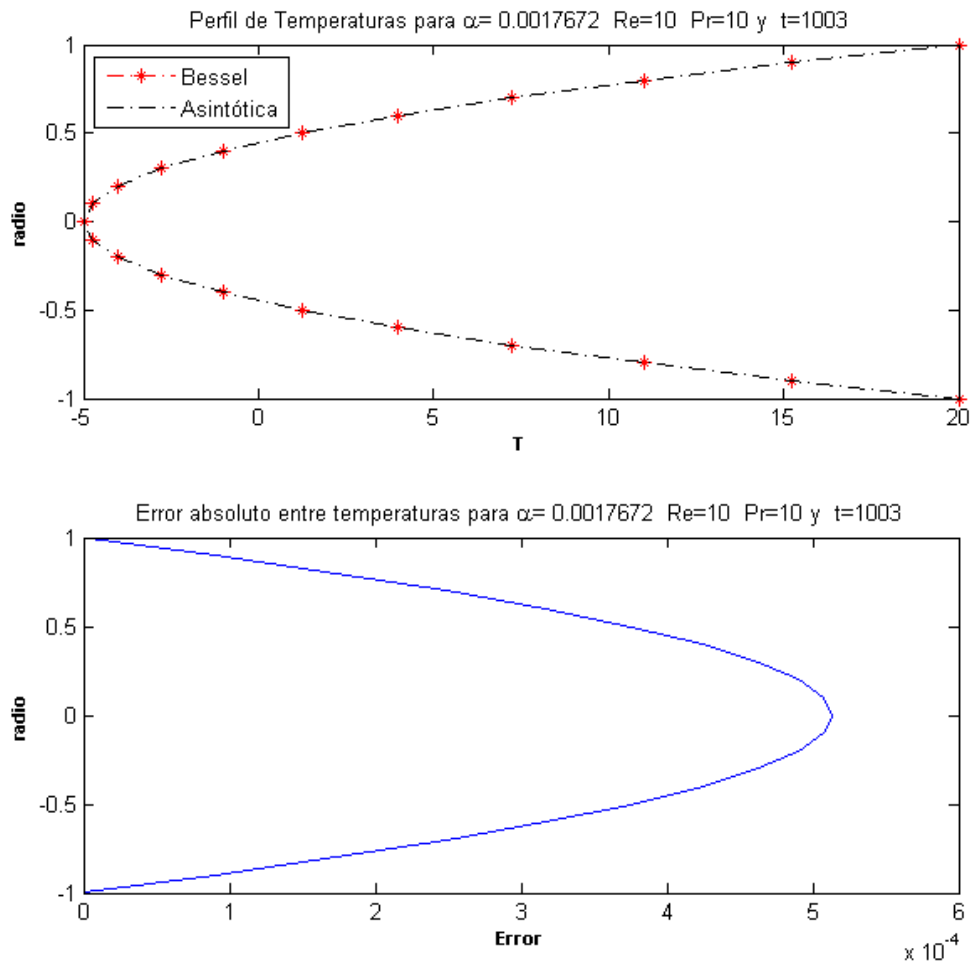 Perfil de Temperaturas para α= 0.0017672 Re=10 Pr=10 y t=1003
1
0.5
0
-0.5
-1
radio
Bessel
Asintótica
-5 0 5 10 15 20
T
Error absoluto entre temperaturas para α= 0.0017672 Re=10 Pr=10 y t=1003
1
0.5
0
-0.5
-1
radio
0 1 2 3 4 5 6
Error
x 10⁻⁴